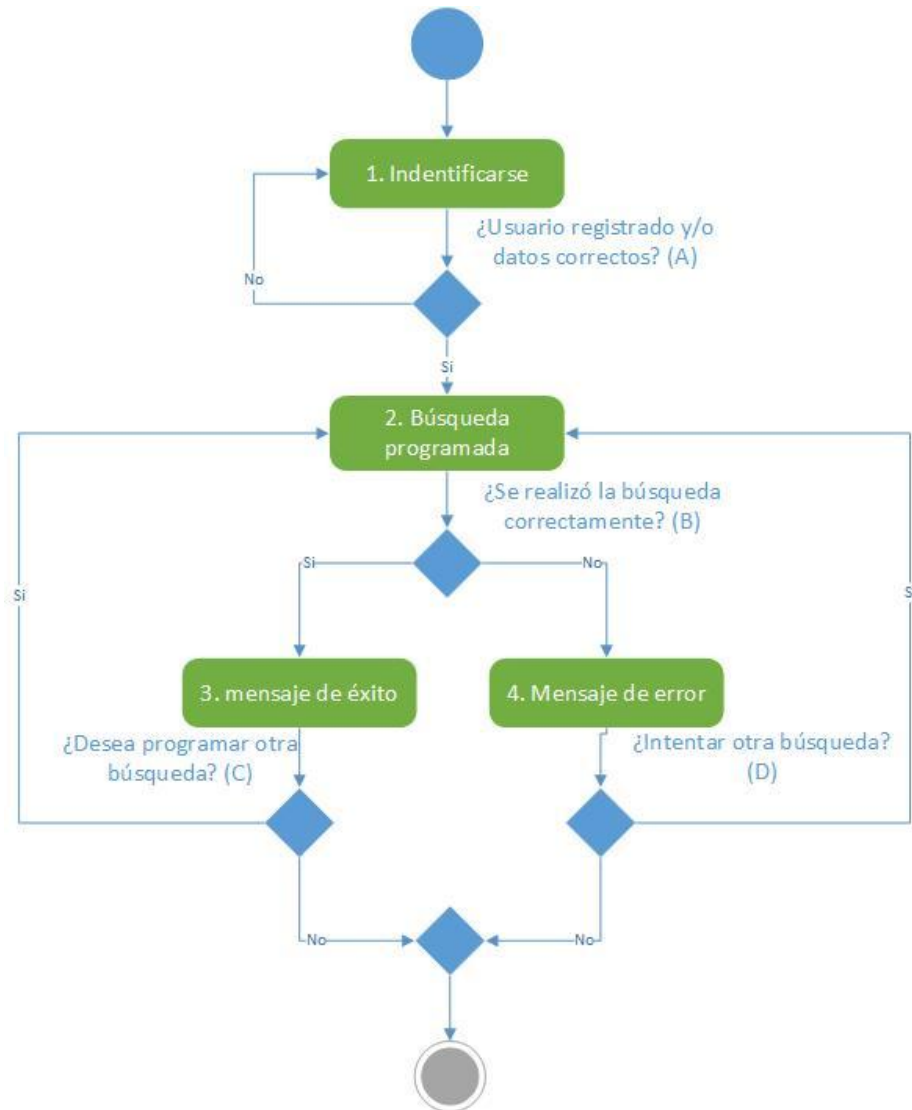 1. Indentificarse
¿Usuario registrado y/o
datos correctos? (A)
No
Si
2. Búsqueda
programada
¿Se realizó la búsqueda
correctamente? (B)
Si
No
Si
S
3. mensaje de éxito
4. Mensaje de error
¿Desea programar otra
búsqueda? (C)
¿Intentar otra búsqueda?
(D)
No
No